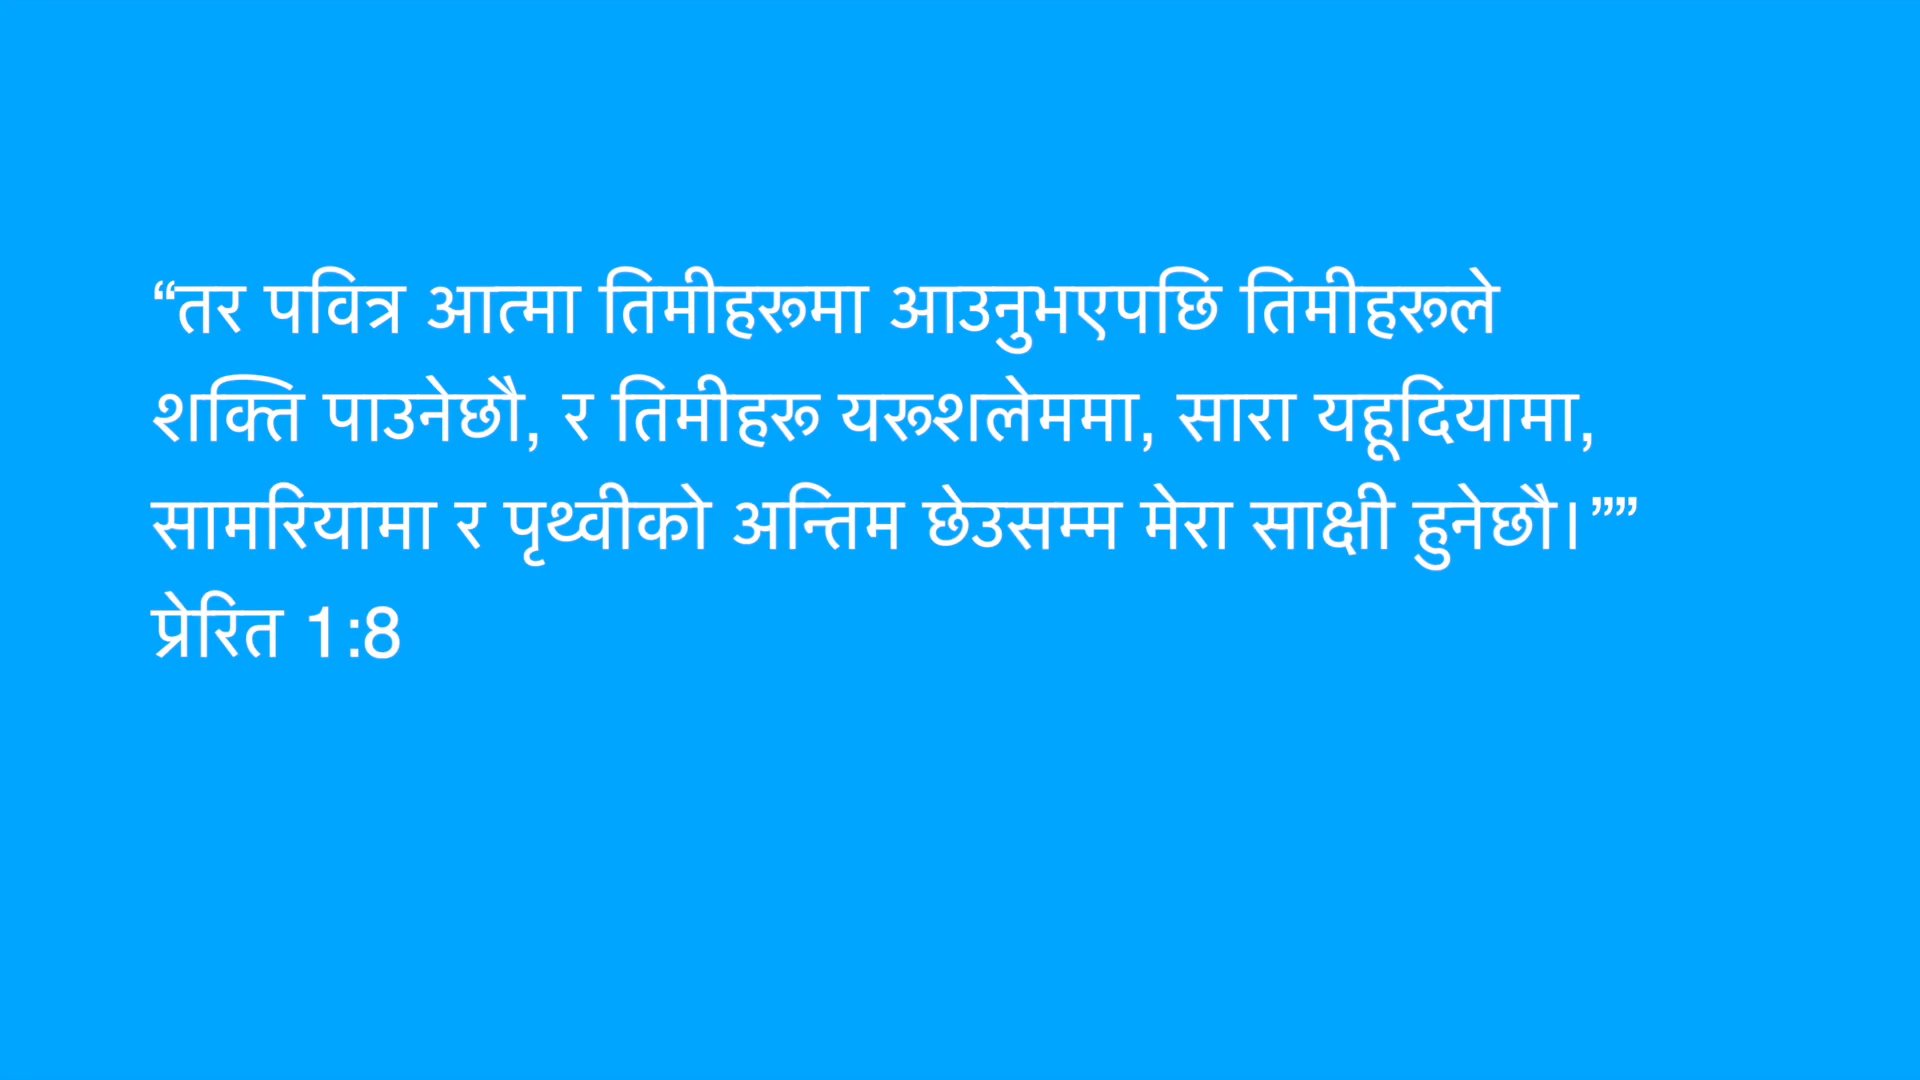 “तर पवित्र आत्मा तिमीहरूमा आउनुभएपछि तिमीहरूले
शक्ति पाउनेछौ, र तिमीहरू यरूशलेममा, सारा यहूदियामा,
सामरियामा र पृथ्वीको अन्तिम छेउसम्म मेरा साक्षी हुनेछौ।””
प्रेरित 1:8